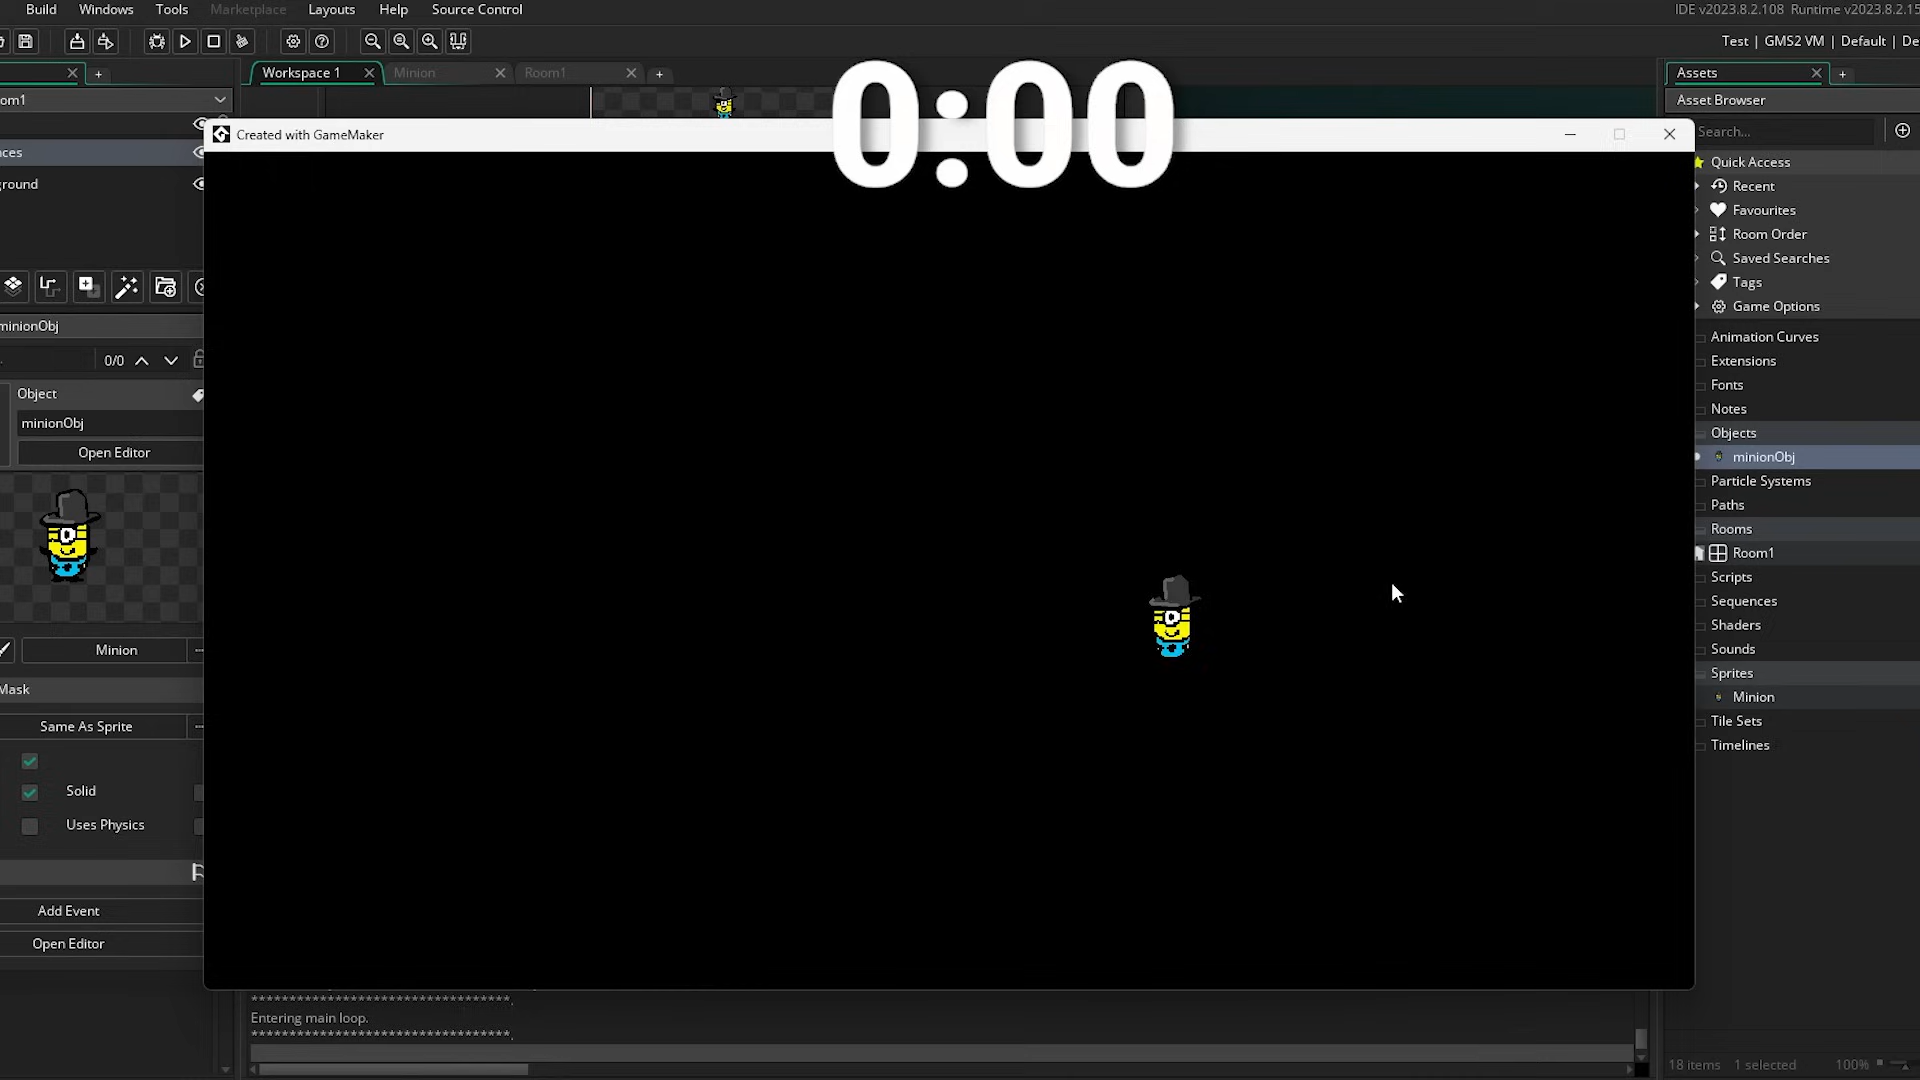 Build Windows Tools Marketplace Layouts Help Source Control
IDE v2023.8.2.108 Runtime v2023.8.2.15
Test | GMS2 VM | Default | De
Workspace 1 Minion Room1
Assets
0:00
om1
Asset Browser
Created with GameMaker
Search...
nces
ground
Quick Access
Recent
Favourites
Room Order
Saved Searches
Tags
Game Options
minionObj
0/0
Object
minionObj
Open Editor
Animation Curves
Extensions
Fonts
Notes
Objects
minionObj
Particle Systems
Paths
Rooms
Room1
Scripts
Sequences
Shaders
Sounds
Sprites
Minion
Tile Sets
Timelines
Minion
Mask
Same As Sprite
Solid
Uses Physics
Add Event
Open Editor
**********************************.
Entering main loop.
**********************************.
18 items 1 selected 100%